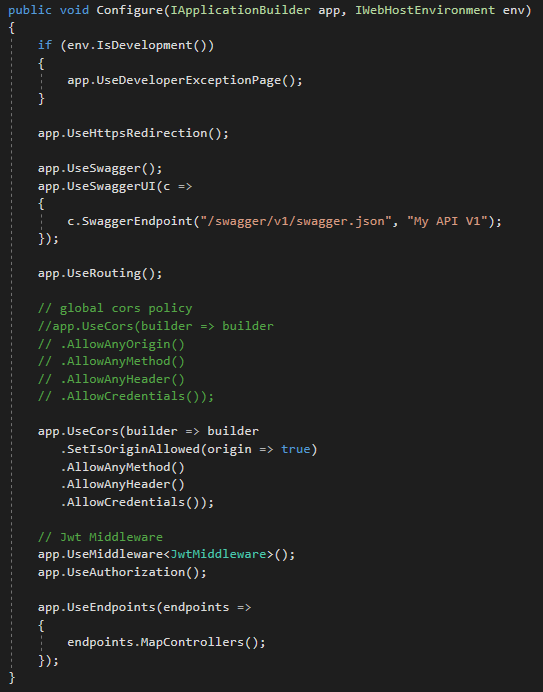 public void Configure(IApplicationBuilder app, IWebHostEnvironment env)
{
    if (env.IsDevelopment())
    {
        app.UseDeveloperExceptionPage();
    }

    app.UseHttpsRedirection();

    app.UseSwagger();
    app.UseSwaggerUI(c =>
    {
        c.SwaggerEndpoint("/swagger/v1/swagger.json", "My API V1");
    });

    app.UseRouting();

    // global cors policy
    //app.UseCors(builder => builder
    // .AllowAnyOrigin()
    // .AllowAnyMethod()
    // .AllowAnyHeader()
    // .AllowCredentials());

    app.UseCors(builder => builder
       .SetIsOriginAllowed(origin => true)
       .AllowAnyMethod()
       .AllowAnyHeader()
       .AllowCredentials());

    // Jwt Middleware
    app.UseMiddleware<JwtMiddleware>();
    app.UseAuthorization();

    app.UseEndpoints(endpoints =>
    {
        endpoints.MapControllers();
    });
}